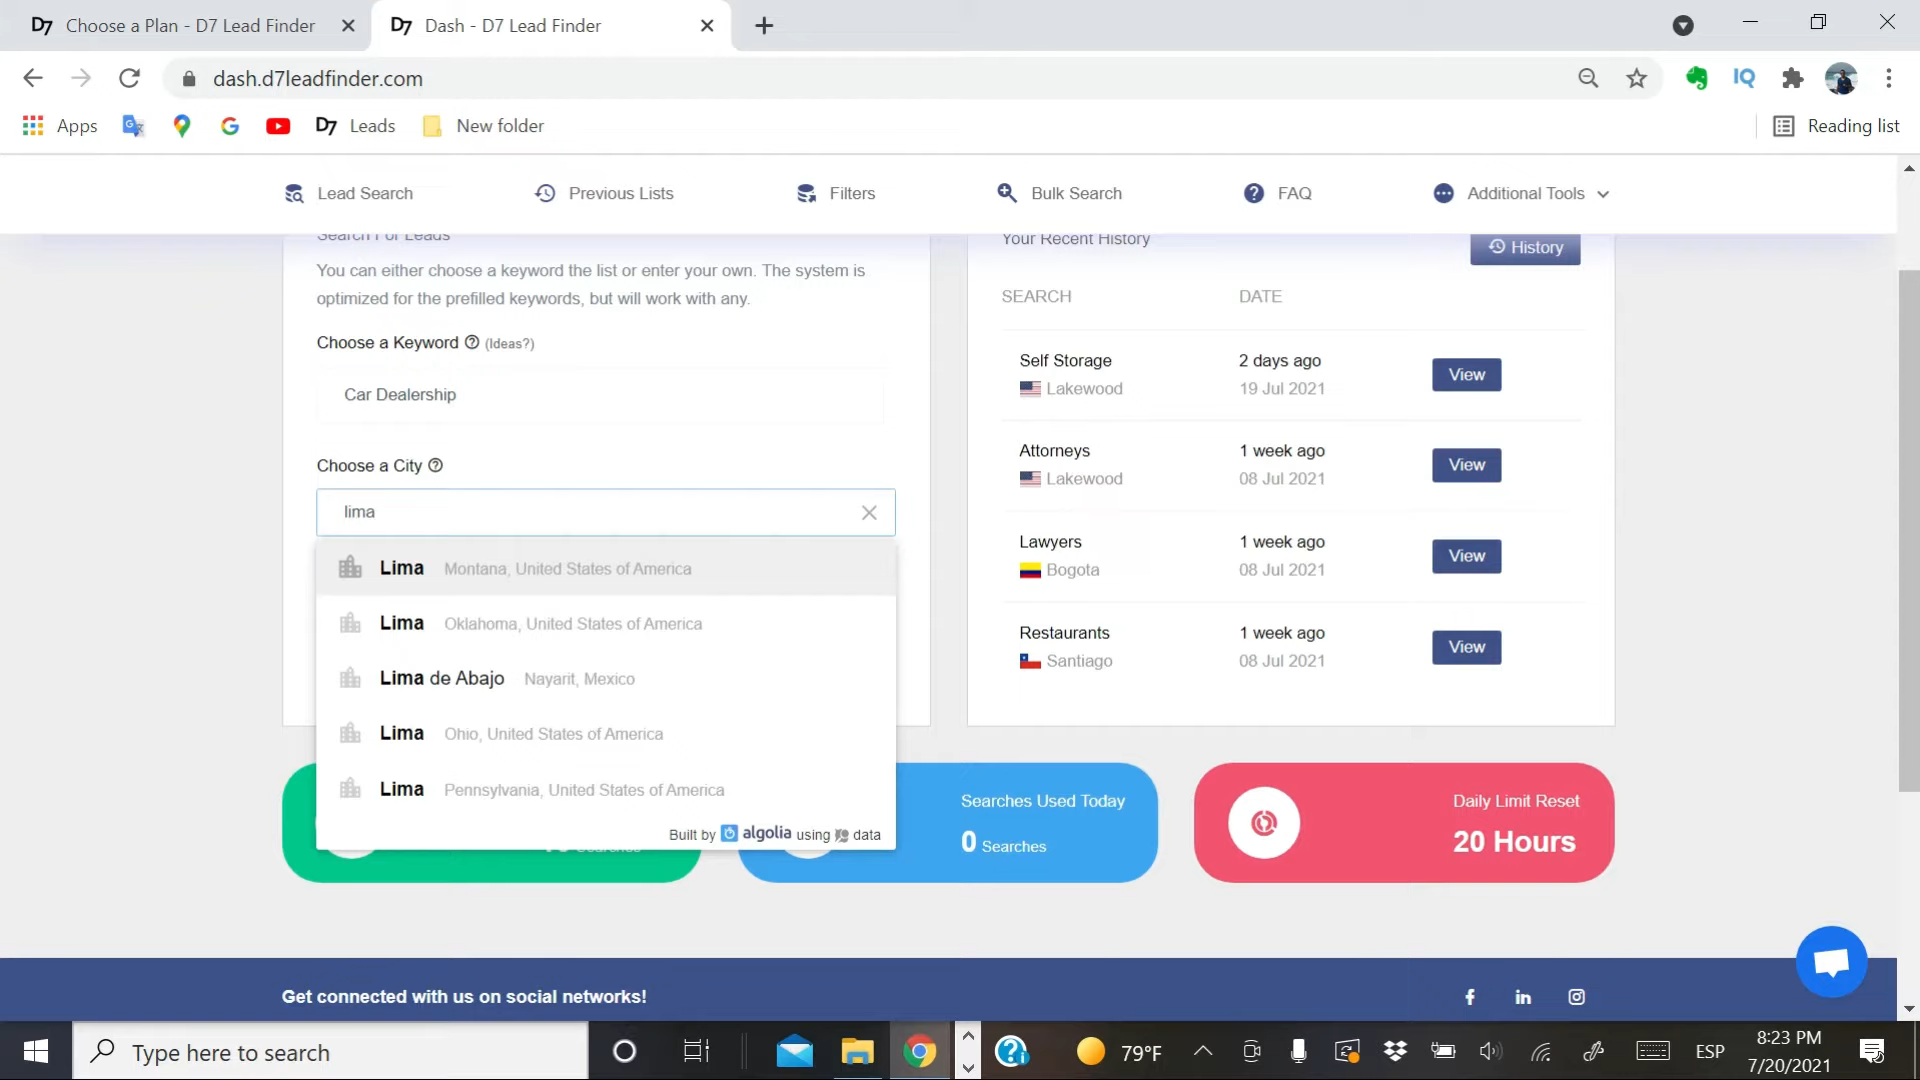 D7 Choose a Plan - D7 Lead Finder
D7 Dash - D7 Lead Finder
dash.d7leadfinder.com
IQ
Apps
D7 Leads
New folder
Reading list
Lead Search
Previous Lists
Filters
Bulk Search
FAQ
Additional Tools
Search For Leads
You can either choose a keyword the list or enter your own. The system is
optimized for the prefilled keywords, but will work with any.
Choose a Keyword (Ideas?)
Car Dealership
Choose a City
lima
Lima Montana, United States of America
Lima Oklahoma, United States of America
Lima de Abajo Nayarit, Mexico
Lima Ohio, United States of America
Lima Pennsylvania, United States of America
Built by algolia using data
Your Recent History
History
SEARCH DATE
Self Storage 2 days ago
Lakewood 19 Jul 2021
View
Attorneys 1 week ago
Lakewood 08 Jul 2021
View
Lawyers 1 week ago
Bogota 08 Jul 2021
View
Restaurants 1 week ago
Santiago 08 Jul 2021
View
Searches Used Today
0 Searches
Daily Limit Reset
20 Hours
Get connected with us on social networks!
Type here to search
79°F
ESP
8:23 PM
7/20/2021